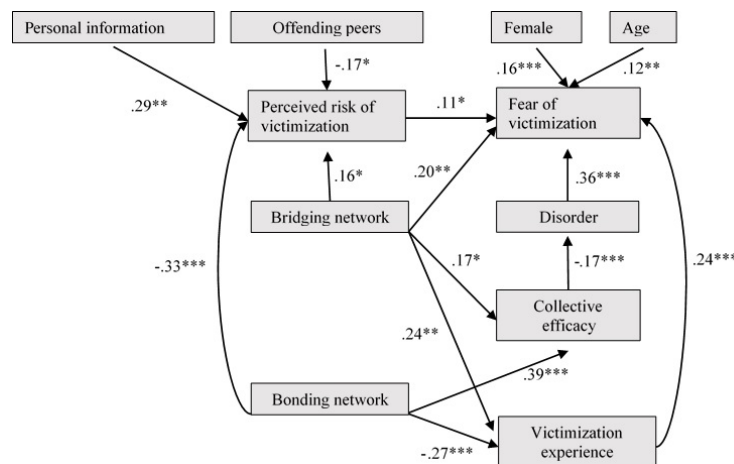 Personal information
Offending peers
Female
Age
-.17*
.16***
.12**
.29**
Perceived risk of
victimization
.11*
Fear of
victimization
.16*
.20**
.36***
Bridging network
Disorder
-.33***
.17*
-.17***
.24***
Collective
efficacy
.24**
.39***
Bonding network
-.27***
Victimization
experience